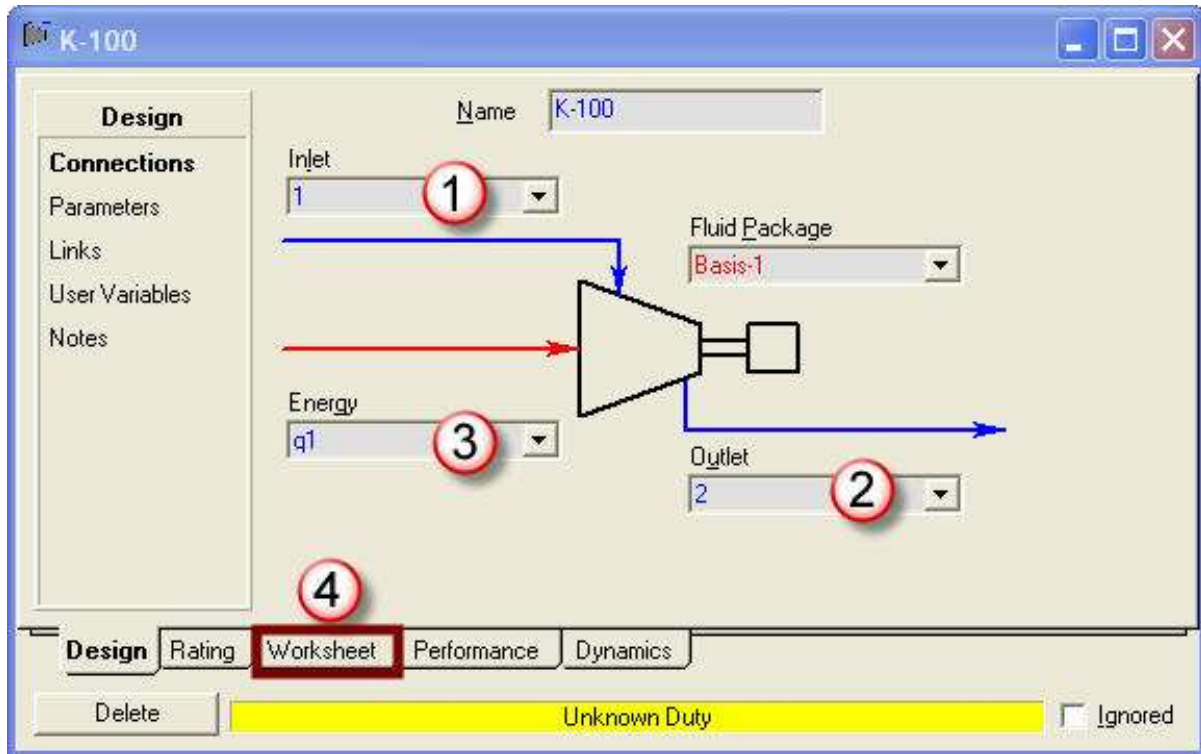 K-100
Design
Connections
Parameters
Links
User Variables
Notes
Name K-100
Inlet
1
1
Fluid Package
Basis-1
Energy
q1
3
Outlet
2
2
4
Design Rating Worksheet Performance Dynamics
Delete Unknown Duty Ignored